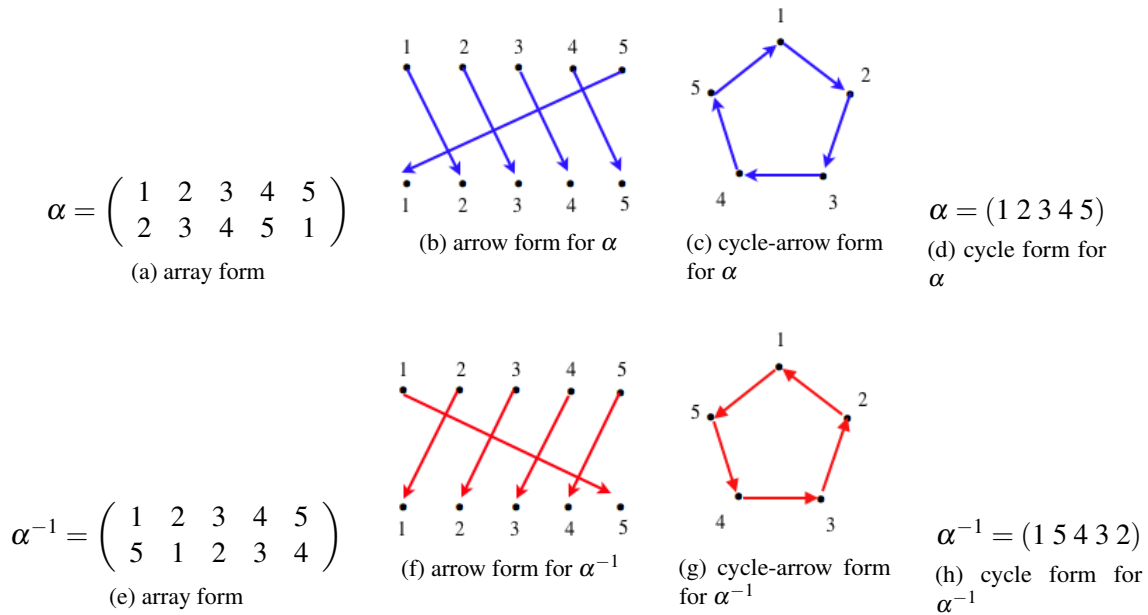 1 2 3 4 5
1 2 3 4 5
1
2
5
4
3
α = ( 1 2 3 4 5
2 3 4 5 1 )
(a) array form
(b) arrow form for α
(c) cycle-arrow form
for α
α = (1 2 3 4 5)
(d) cycle form for
α
1 2 3 4 5
1 2 3 4 5
1
2
5
4
3
α⁻¹ = ( 1 2 3 4 5
5 1 2 3 4 )
(e) array form
(f) arrow form for α⁻¹
(g) cycle-arrow form
for α⁻¹
α⁻¹ = (1 5 4 3 2)
(h) cycle form for
α⁻¹